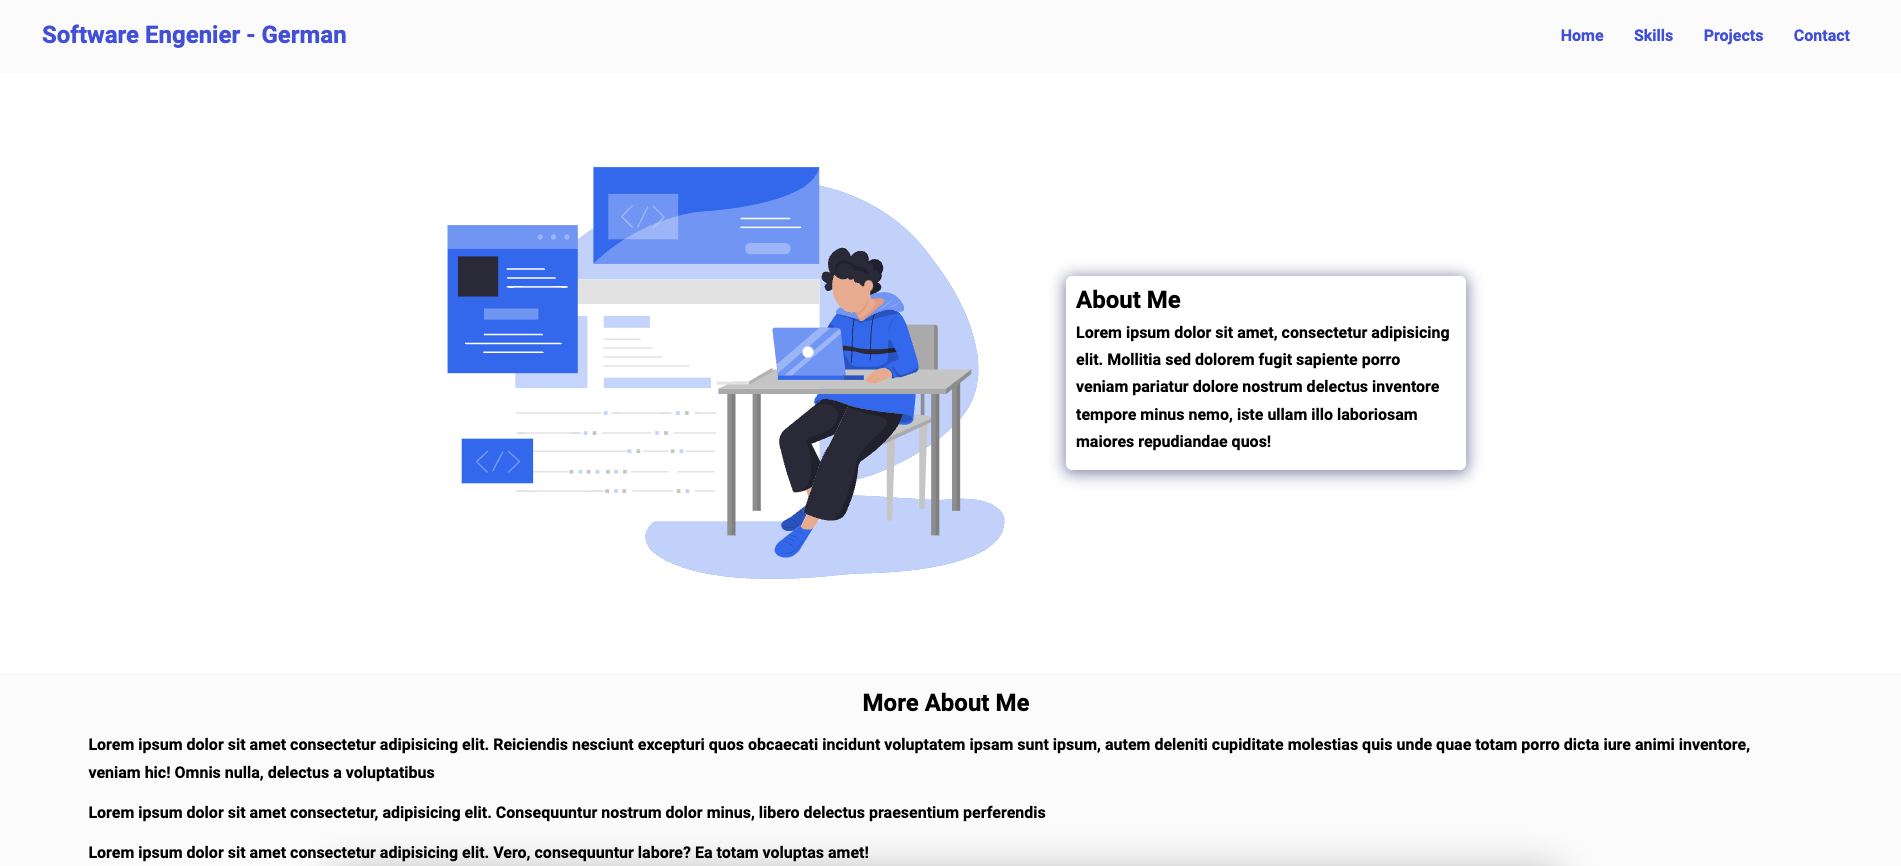 Software Engenier - German
Home Skills Projects Contact
</>
About Me
Lorem ipsum dolor sit amet, consectetur adipisicing
elit. Mollitia sed dolorem fugit sapiente porro
veniam pariatur dolore nostrum delectus inventore
tempore minus nemo, iste ullam illo laboriosam
maiores repudiandae quos!
</>
More About Me
Lorem ipsum dolor sit amet consectetur adipisicing elit. Reiciendis nesciunt excepturi quos obcaecati incidunt voluptatem ipsam sunt ipsum, autem deleniti cupiditate molestias quis unde quae totam porro dicta iure animi inventore,
veniam hic! Omnis nulla, delectus a voluptatibus
Lorem ipsum dolor sit amet consectetur, adipisicing elit. Consequuntur nostrum dolor minus, libero delectus praesentium perferendis
Lorem ipsum dolor sit amet consectetur adipisicing elit. Vero, consequuntur labore? Ea totam voluptas amet!